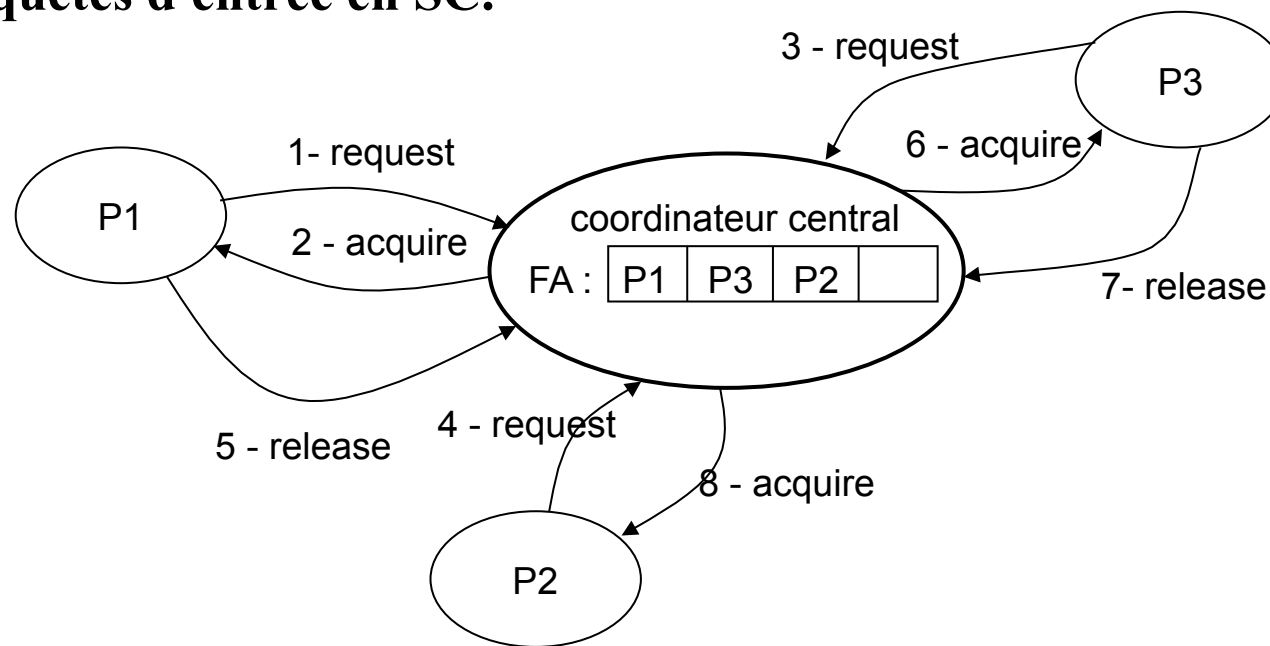 3 - request
P3
1- request
6 - acquire
P1
coordinateur central
2 - acquire
FA : P1 P3 P2
7- release
4 - request
5 - release
8 - acquire
P2